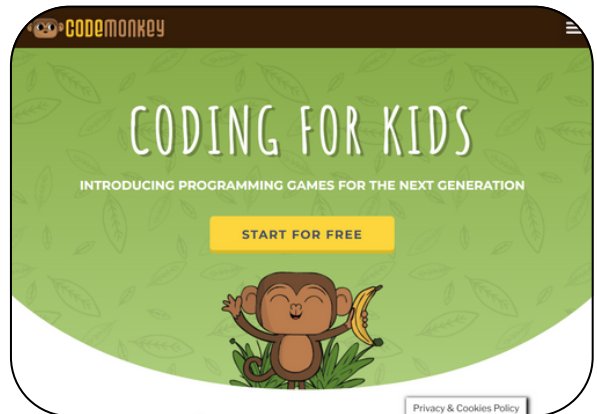 CODEMONKEY
CODING FOR KIDS
INTRODUCING PROGRAMMING GAMES FOR THE NEXT GENERATION
START FOR FREE
Privacy & Cookies Policy